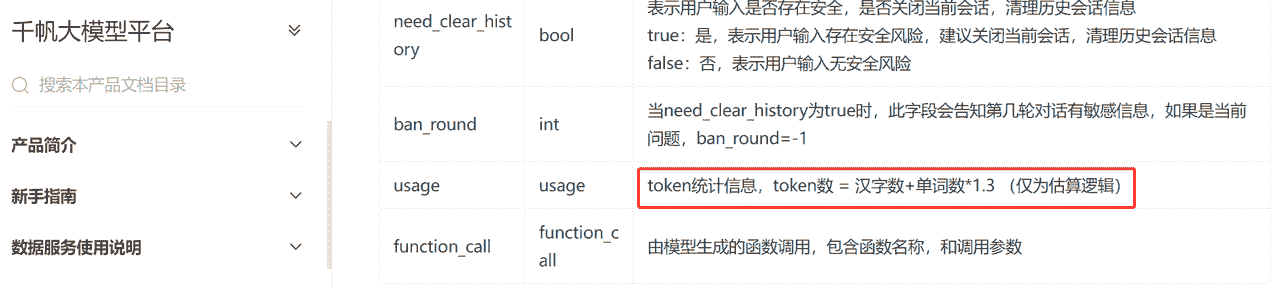 千帆大模型平台
搜索本产品文档目录
产品简介
新手指南
数据服务使用说明
need_clear_hist
ory
bool
表示用户输入是否存在安全，是否关闭当前会话，清理历史会话信息
true：是，表示用户输入存在安全风险，建议关闭当前会话，清理历史会话信息
false：否，表示用户输入无安全风险
ban_round
int
当need_clear_history为true时，此字段会告知第几轮对话有敏感信息，如果是当前
问题，ban_round=-1
usage
usage
token统计信息，token数 = 汉字数+单词数*1.3 （仅为估算逻辑）
function_call
function_c
all
由模型生成的函数调用，包含函数名称，和调用参数